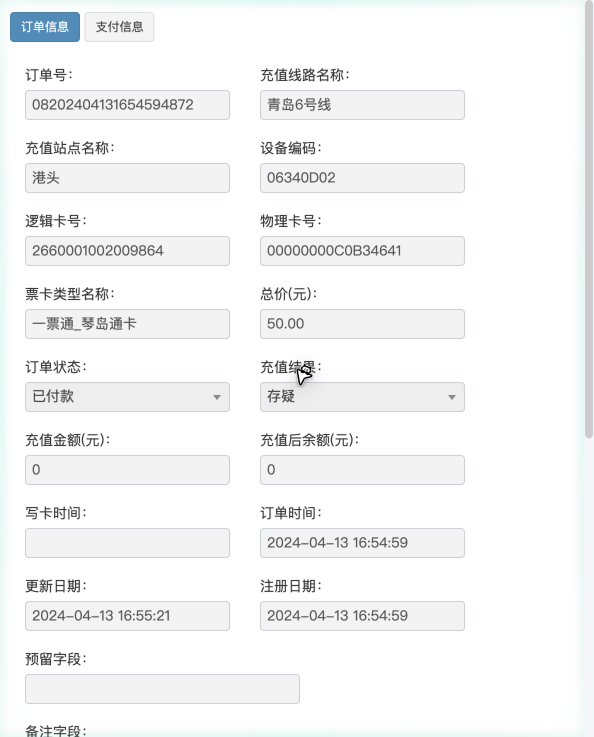 订单信息 支付信息
订单号： 充值线路名称：
08202404131654594872 青岛6号线
充值站点名称： 设备编码：
港头 06340D02
逻辑卡号： 物理卡号：
2660001002009864 00000000C0B34641
票卡类型名称： 总价(元)：
一票通_琴岛通卡 50.00
订单状态： 充值结果：
已付款 存疑
充值金额(元)： 充值后余额(元)：
0 0
写卡时间： 订单时间：
2024-04-13 16:54:59
更新日期： 注册日期：
2024-04-13 16:55:21 2024-04-13 16:54:59
预留字段：
备注字段：